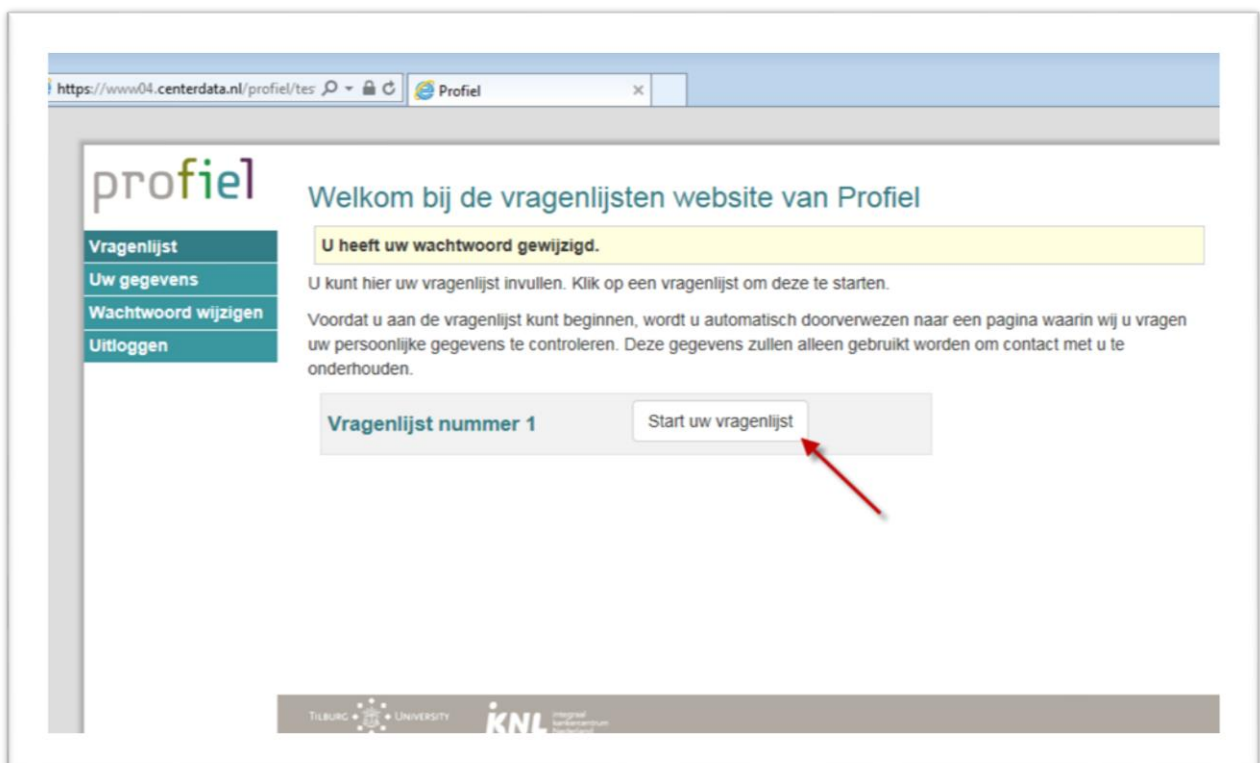 https://www04.centerdata.nl/profiel/tes
Profiel
profiel
Welkom bij de vragenlijsten website van Profiel
Vragenlijst
Uw gegevens
Wachtwoord wijzigen
Uitloggen
U heeft uw wachtwoord gewijzigd.
U kunt hier uw vragenlijst invullen. Klik op een vragenlijst om deze te starten.
Voordat u aan de vragenlijst kunt beginnen, wordt u automatisch doorverwezen naar een pagina waarin wij u vragen
uw persoonlijke gegevens te controleren. Deze gegevens zullen alleen gebruikt worden om contact met u te
onderhouden.
Vragenlijst nummer 1
Start uw vragenlijst
TILBURG UNIVERSITY
iKNL
integraal
kankercentrum
Nederland